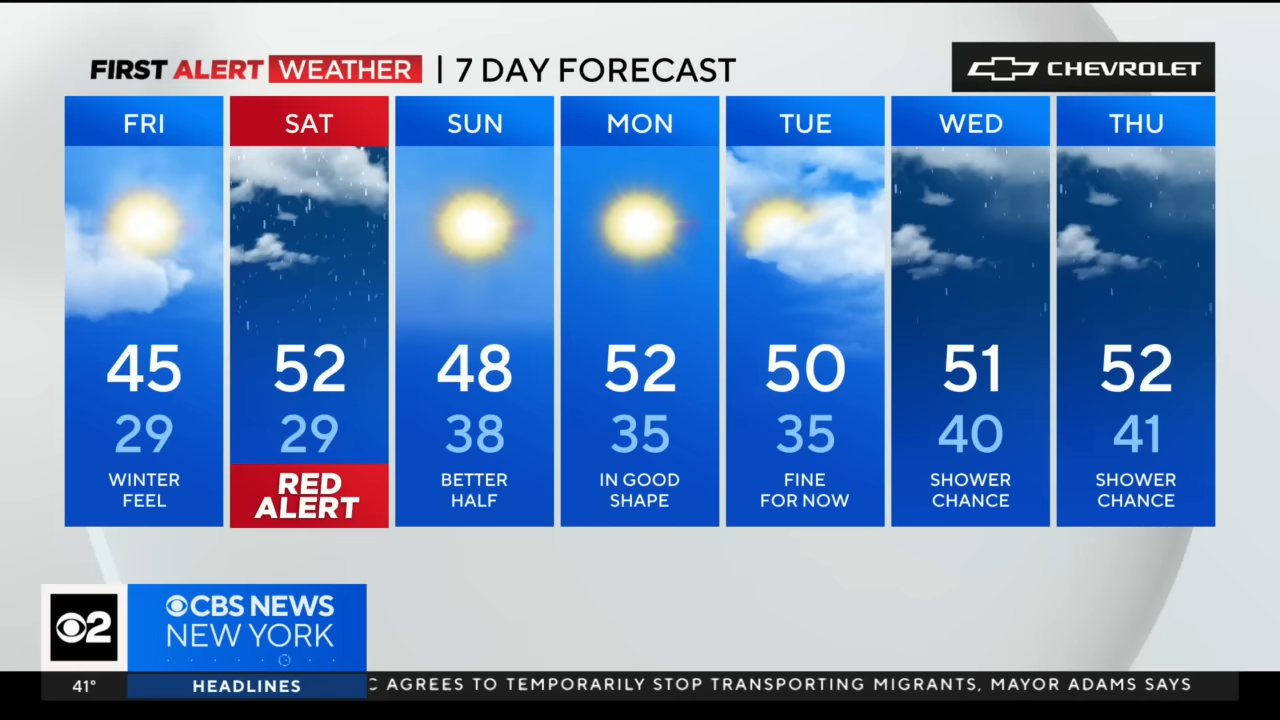 FIRST ALERT WEATHER | 7 DAY FORECAST
CHEVROLET
FRI
45
29
WINTER
FEEL
SAT
52
29
RED
ALERT
SUN
48
38
BETTER
HALF
MON
52
35
IN GOOD
SHAPE
TUE
50
35
FINE
FOR NOW
WED
51
40
SHOWER
CHANCE
THU
52
41
SHOWER
CHANCE
2
CBS NEWS
NEW YORK
41°
HEADLINES
C AGREES TO TEMPORARILY STOP TRANSPORTING MIGRANTS, MAYOR ADAMS SAYS